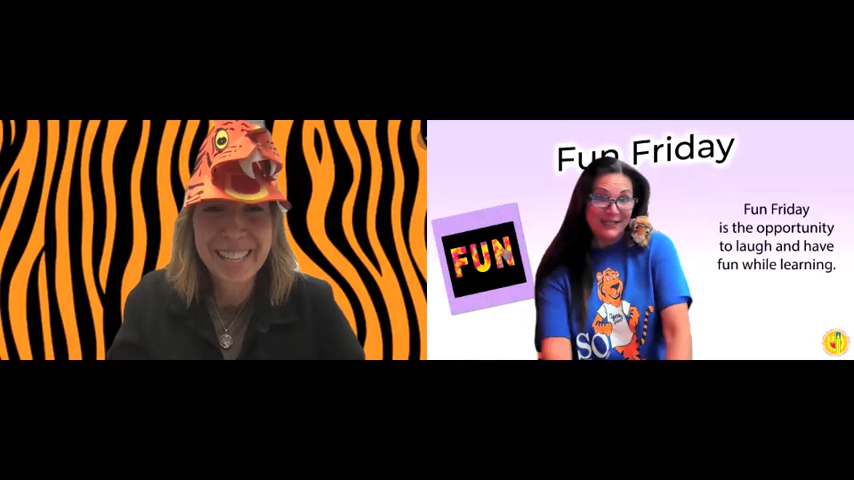 Fun Friday
FUN
Fun Friday
is the opportunity
to laugh and have
fun while learning.
SO